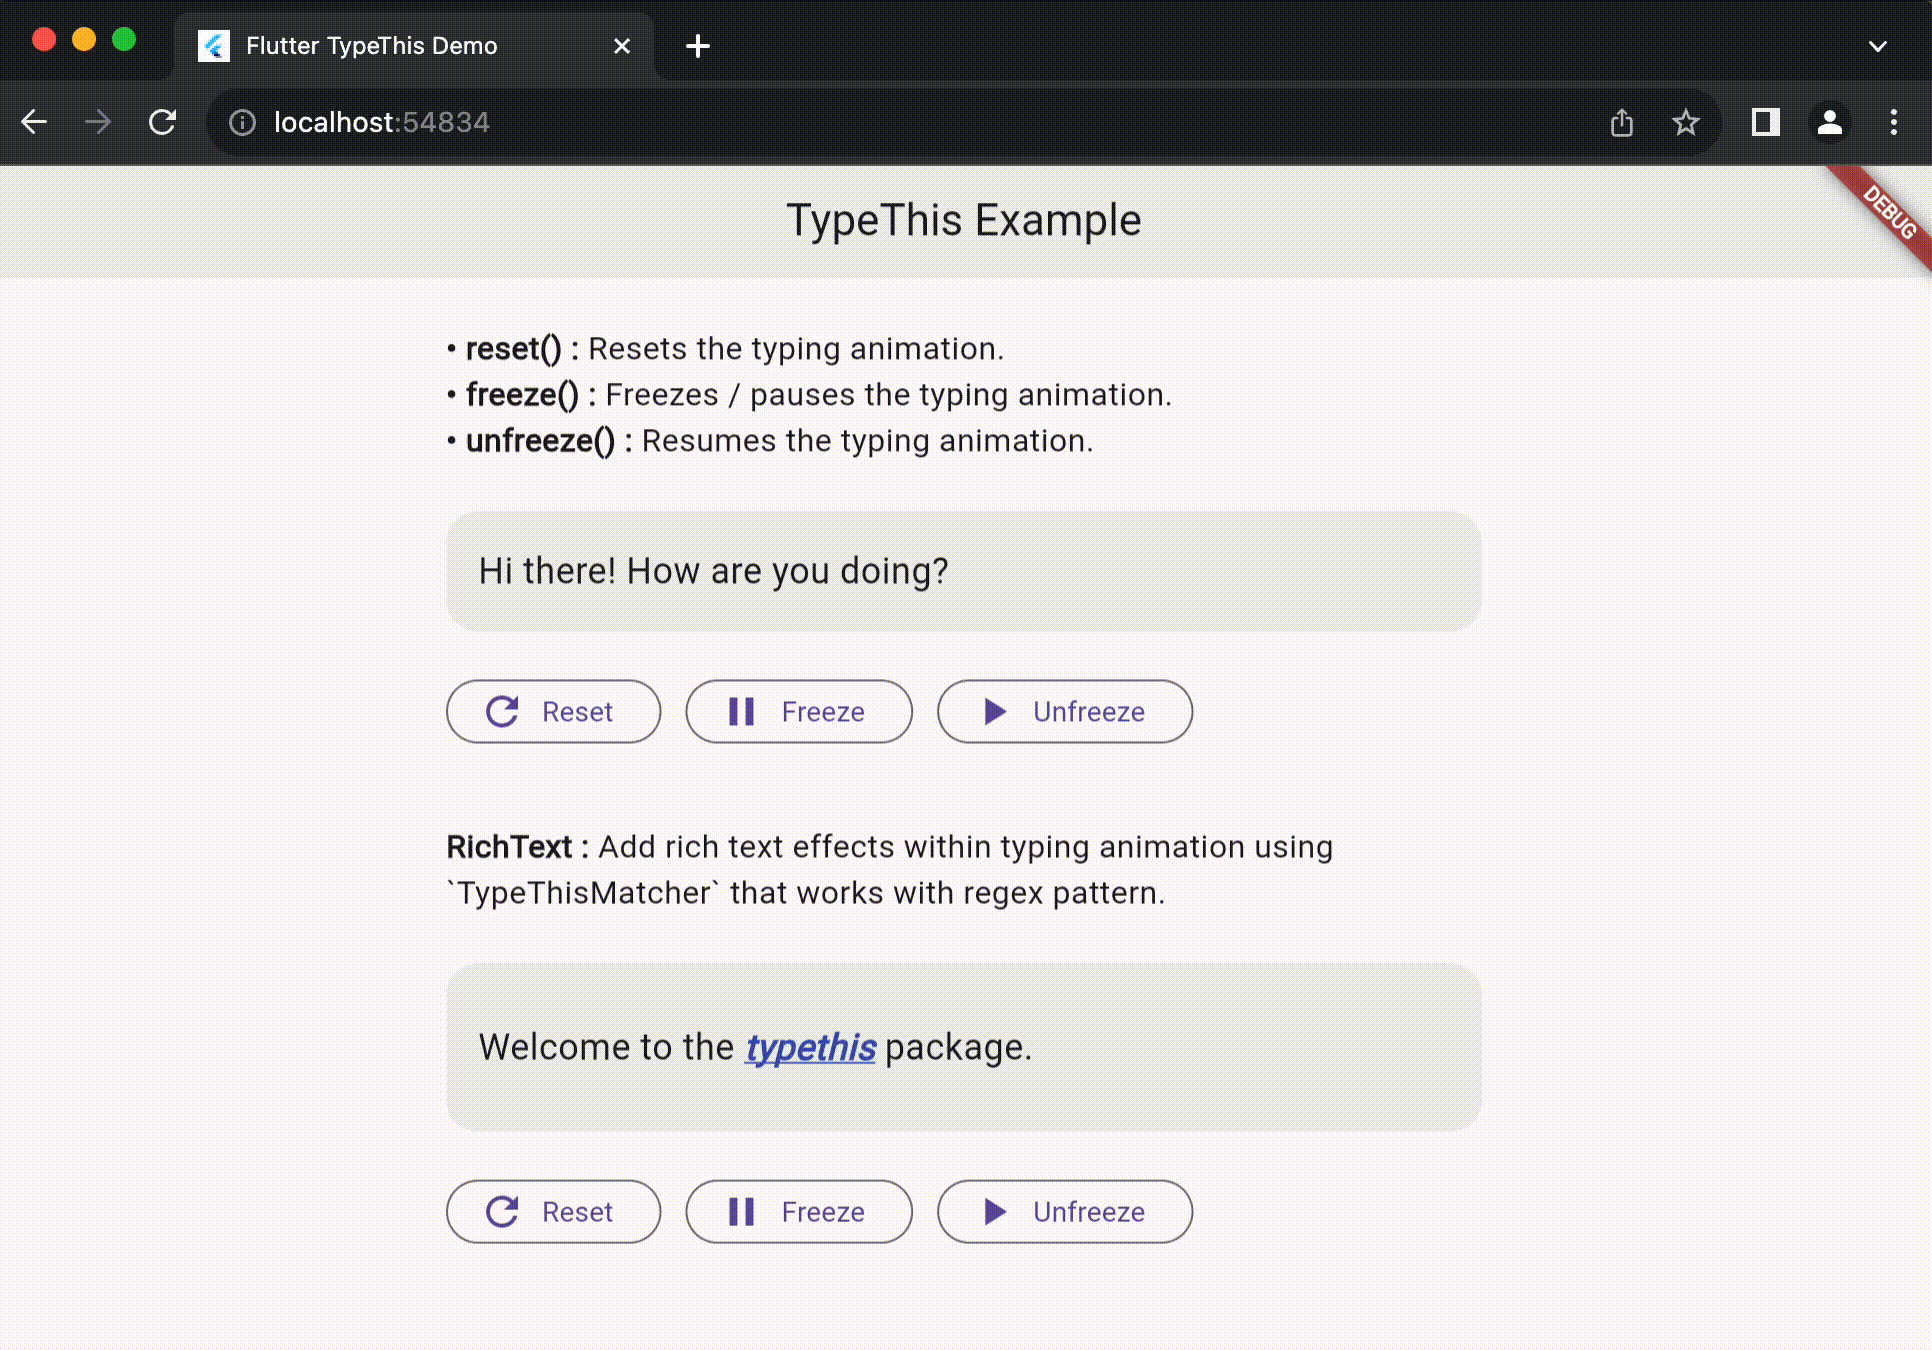 Flutter TypeThis Demo
localhost:54834
DEBUG
TypeThis Example
• reset() : Resets the typing animation.
• freeze() : Freezes / pauses the typing animation.
• unfreeze() : Resumes the typing animation.
Hi there! How are you doing?
Reset Freeze Unfreeze
RichText : Add rich text effects within typing animation using
`TypeThisMatcher` that works with regex pattern.
Welcome to the typethis package.
Reset Freeze Unfreeze